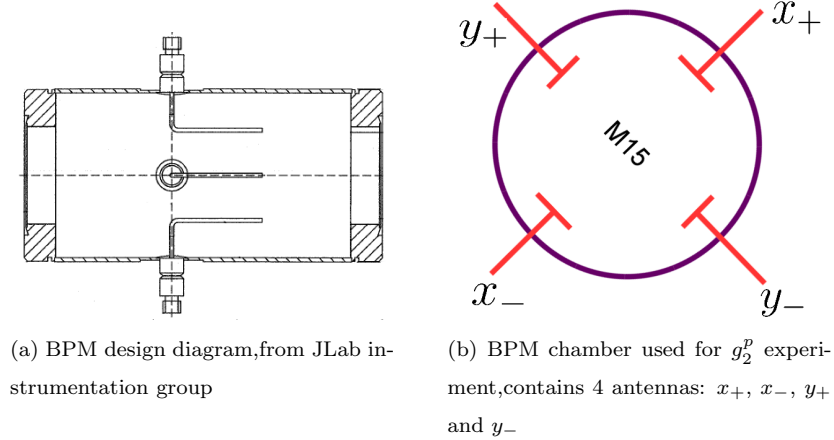 y₊
x₊
M15
x₋
y₋
(a) BPM design diagram,from JLab in-
strumentation group
(b) BPM chamber used for g₂ᵖ experi-
ment,contains 4 antennas: x₊, x₋, y₊
and y₋